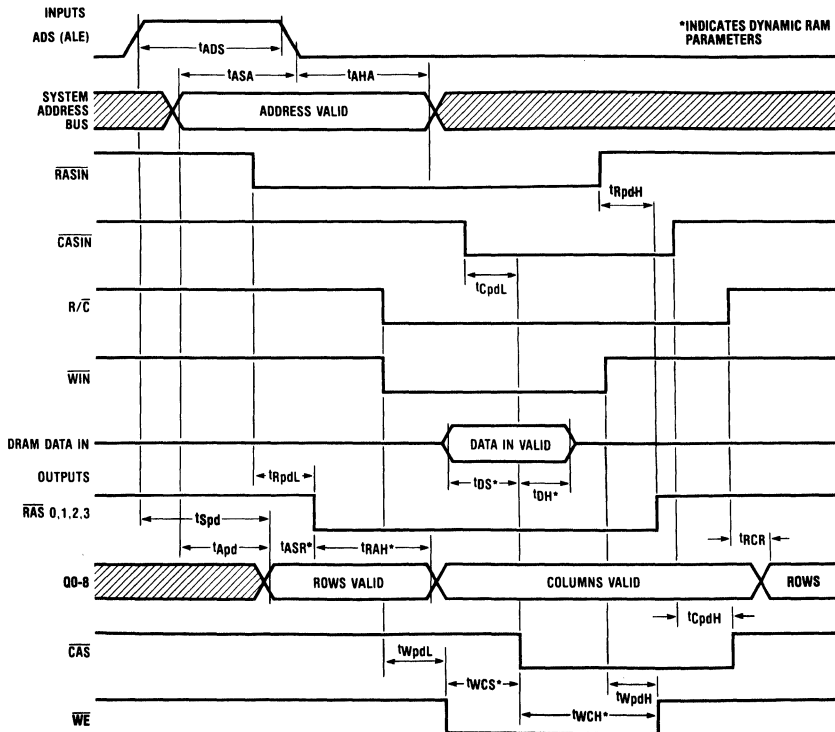 INPUTS
ADS (ALE)
*INDICATES DYNAMIC RAM
PARAMETERS
tADS
tASA
tAHA
SYSTEM
ADDRESS
BUS
ADDRESS VALID
RASIN
tRpdH
CASIN
tCpdL
R/C
WIN
DRAM DATA IN
DATA IN VALID
OUTPUTS
tRpdL
tDS*
tDH*
RAS 0,1,2,3
tSpd
tApd
tASR*
tRAH*
tRCR
Q0-8
ROWS VALID
COLUMNS VALID
ROWS
tCpdH
CAS
tWpdL
tWCS*
tWpdH
tWCH*
WE